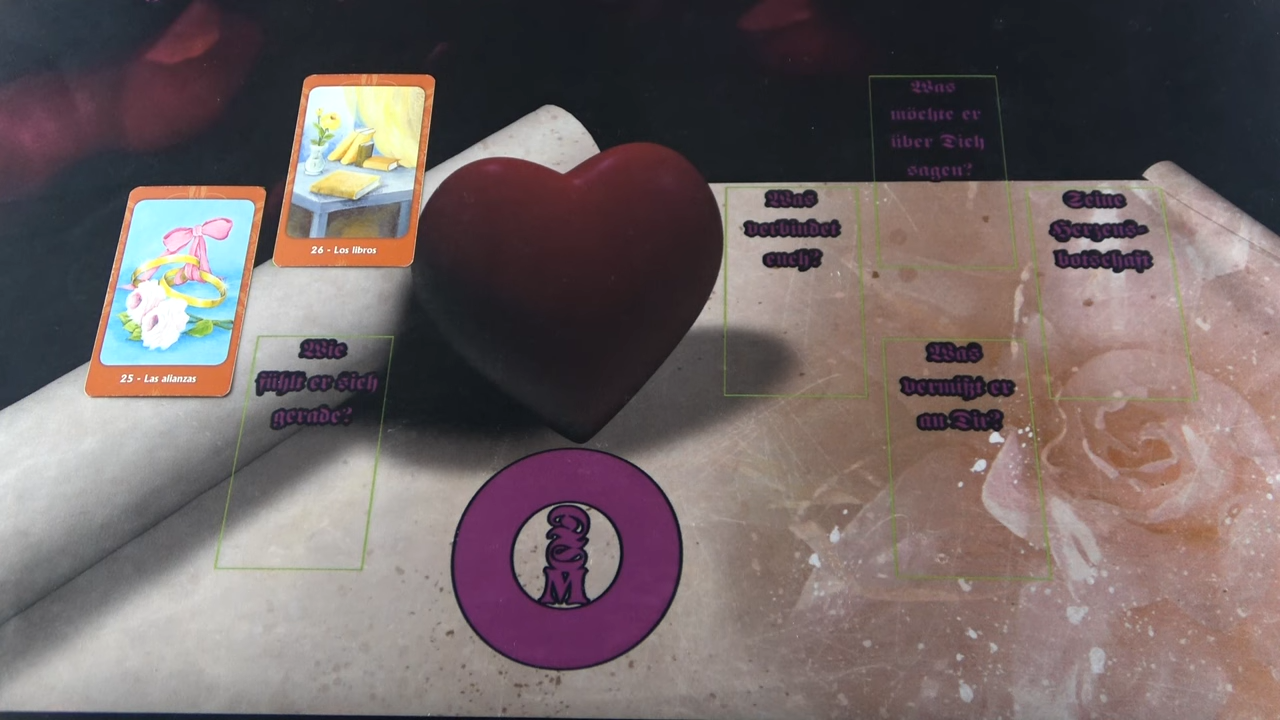 26 - Los libros
25 - Las alianzas
Wie
fühlt er sich
gerade?
Was
verbindet
euch?
Was
möchte er
über Dich
sagen?
Seine
Herzens-
botschaft
Was
vermißt er
an Dir?